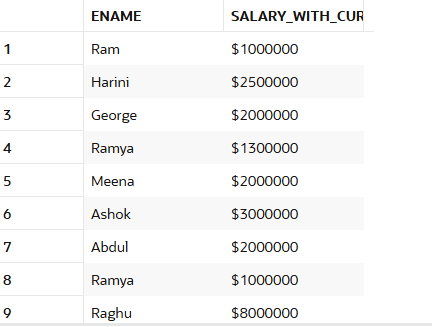 ENAME SALARY_WITH_CUR
1 Ram $1000000
2 Harini $2500000
3 George $2000000
4 Ramya $1300000
5 Meena $2000000
6 Ashok $3000000
7 Abdul $2000000
8 Ramya $1000000
9 Raghu $8000000